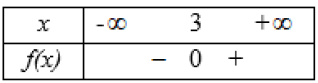 x -∞ 3 +∞
f(x) − 0 +